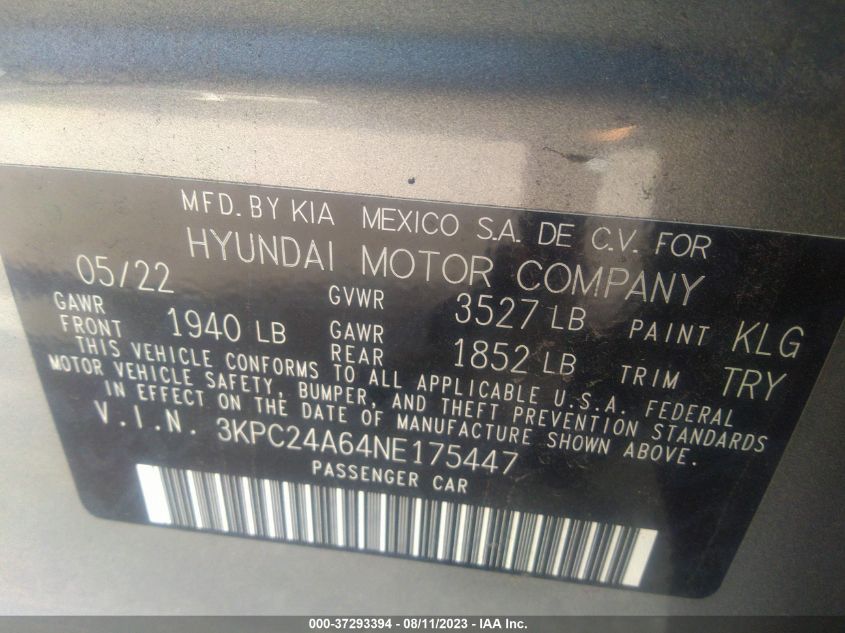 MFD. BY KIA MEXICO S.A. DE C.V. FOR
HYUNDAI MOTOR COMPANY
05/22 GVWR 3527 LB PAINT KLG
GAWR FRONT 1940 LB GAWR REAR 1852 LB TRIM TRY
THIS VEHICLE CONFORMS TO ALL APPLICABLE U.S.A. FEDERAL
MOTOR VEHICLE SAFETY, BUMPER, AND THEFT PREVENTION STANDARDS
IN EFFECT ON THE DATE OF MANUFACTURE SHOWN ABOVE.
V.I.N. 3KPC24A64NE175447
PASSENGER CAR
000-37293394 - 08/11/2023 - IAA Inc.